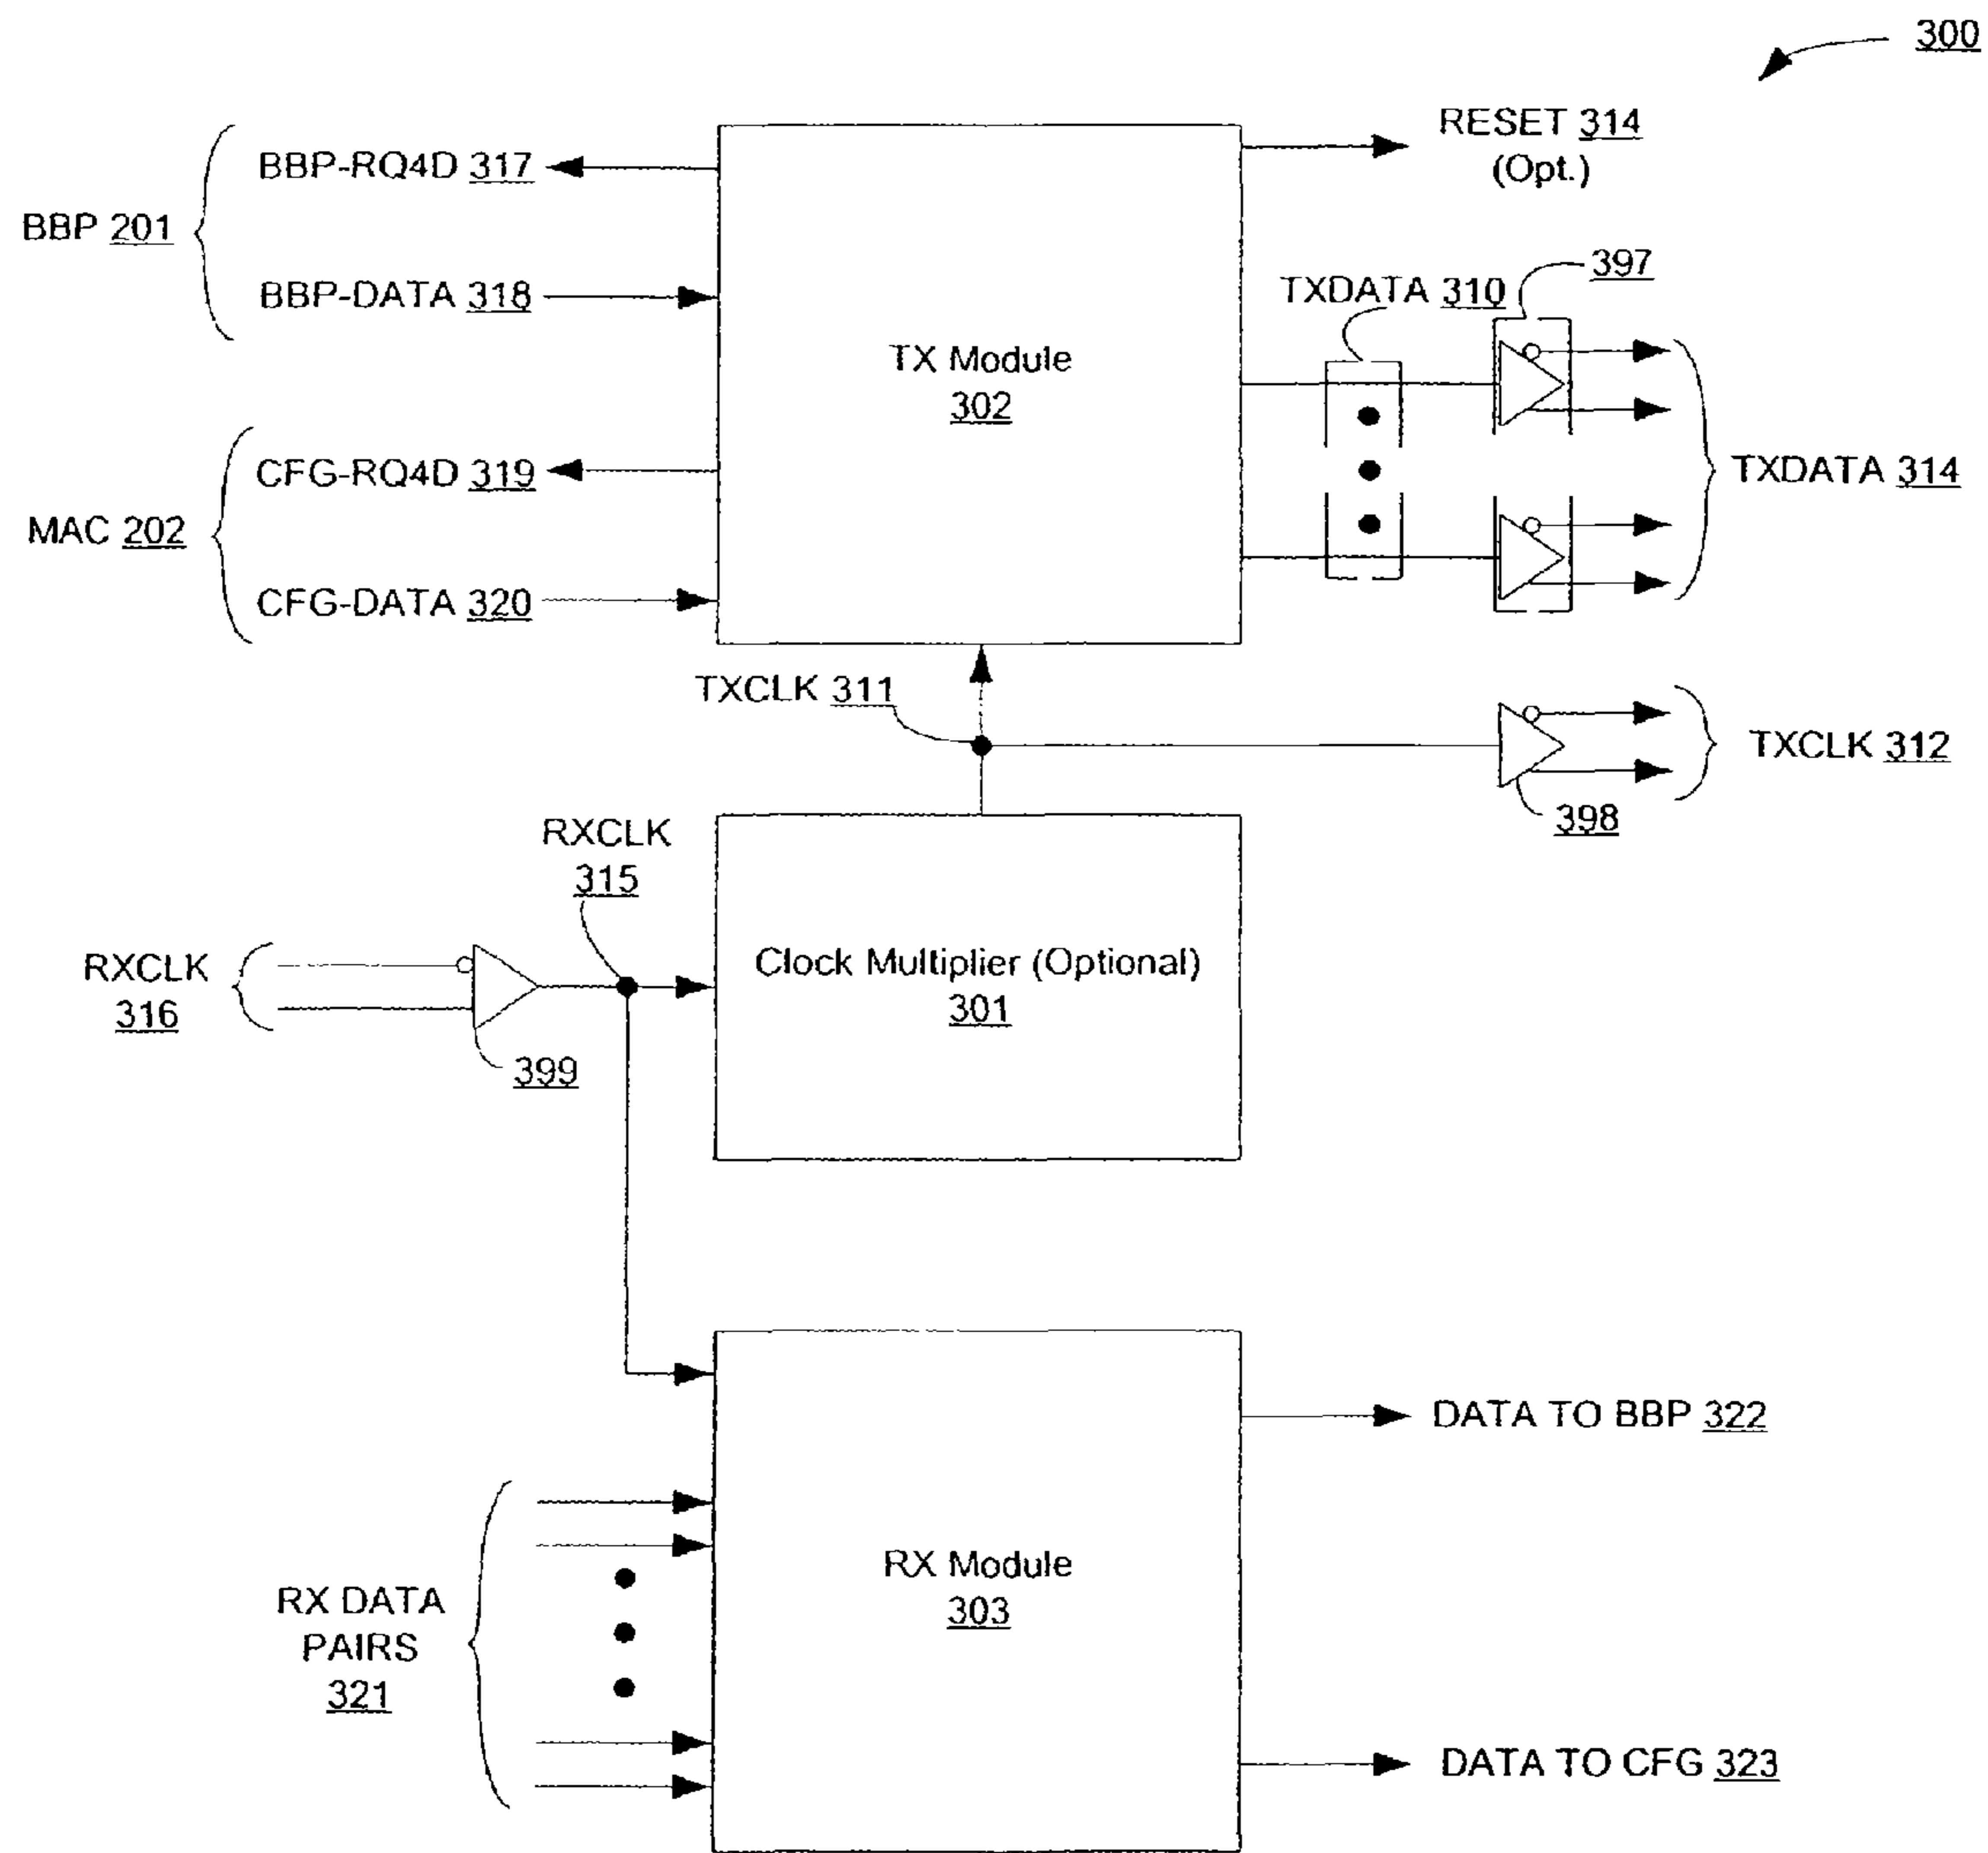 300
RESET 314
(Opt.)
BBP-RQ4D 317
BBP 201
BBP-DATA 318
397
TXDATA 310
TX Module
302
TXDATA 314
CFG-RQ4D 319
MAC 202
CFG-DATA 320
TXCLK 311
TXCLK 312
398
RXCLK
315
Clock Multiplier (Optional)
301
RXCLK
316
399
DATA TO BBP 322
RX Module
303
RX DATA
PAIRS
321
DATA TO CFG 323